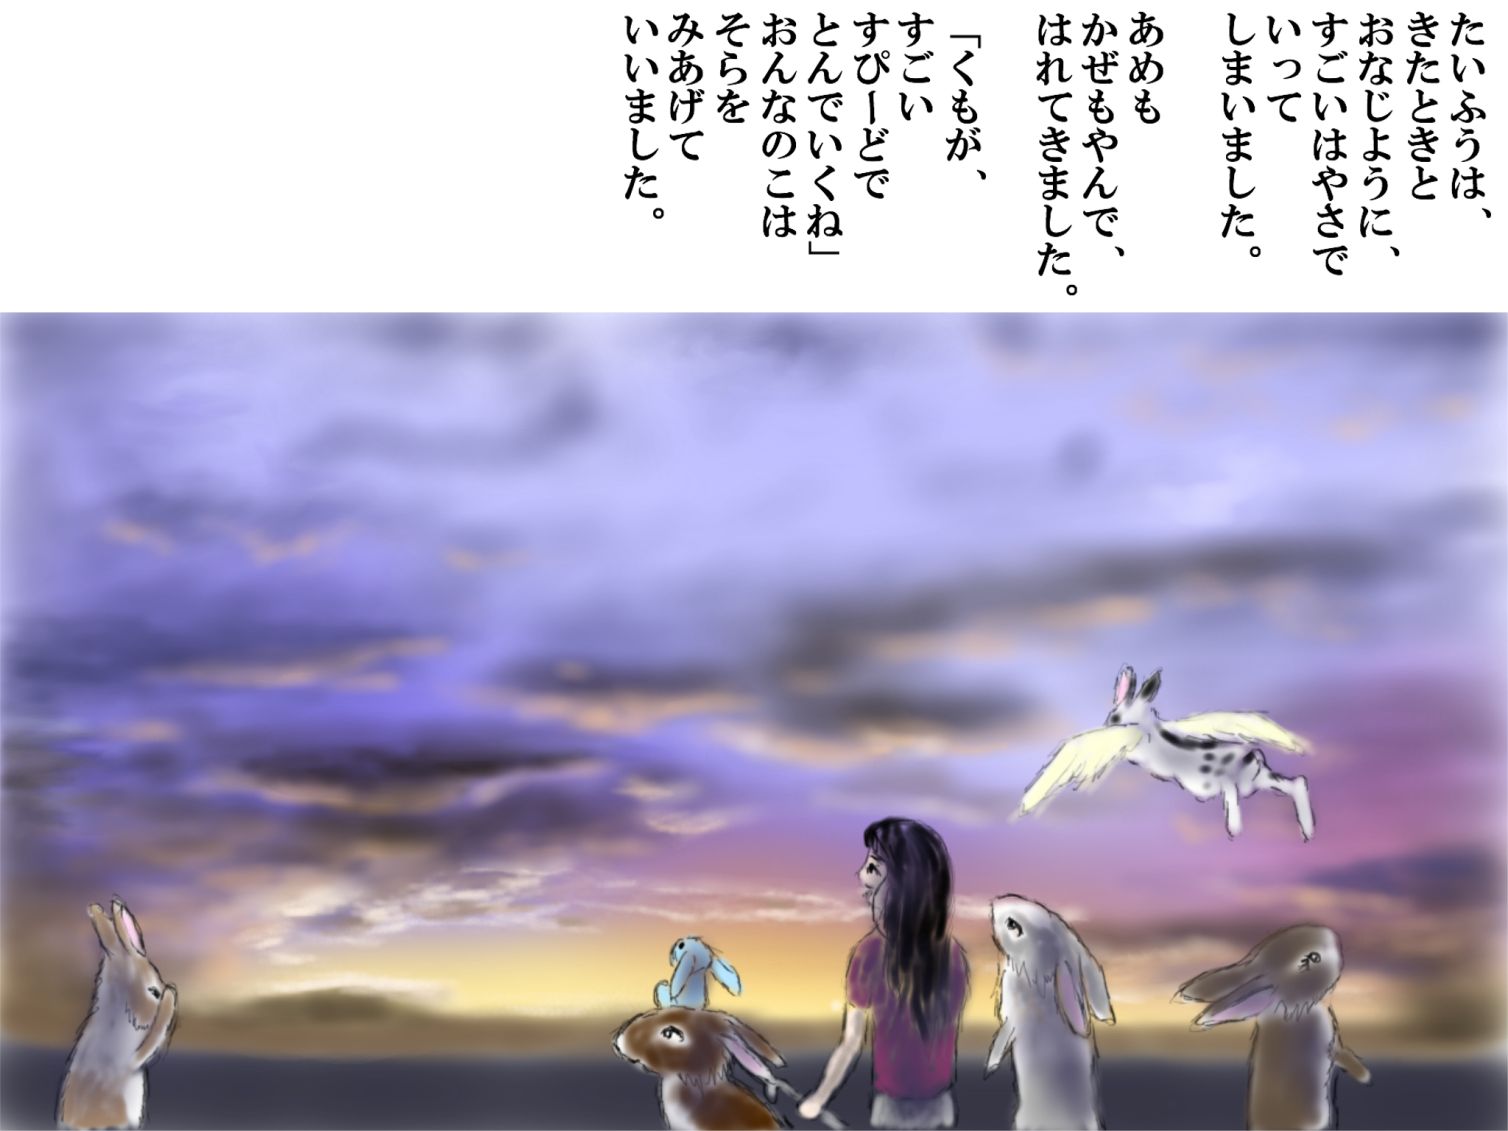 たいふうは、
きたときと
おなじように、
すごいはやさで
いって
しまいました。
あめも
かぜもやんで、
はれてきました。
「くもが、
すごい
すぴーどで
とんでいくね」
おんなのこは
そらを
みあげて
いいました。